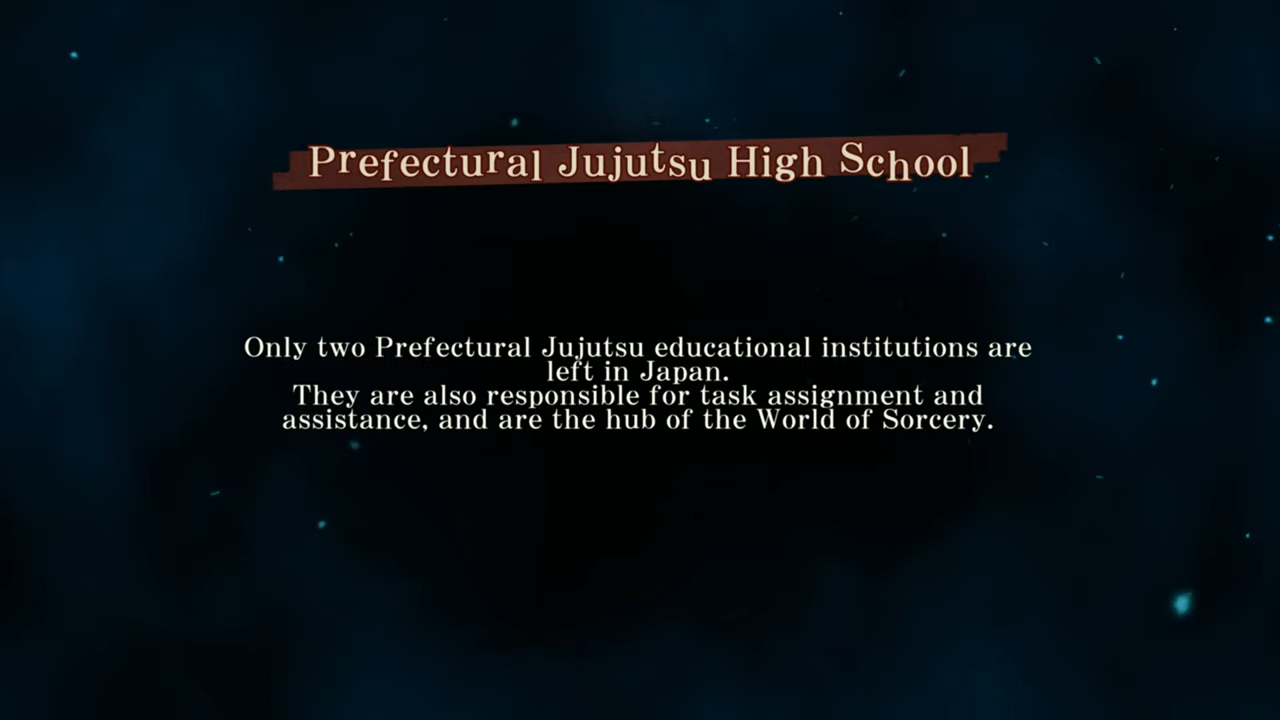 Prefectural Jujutsu High School
Only two Prefectural Jujutsu educational institutions are
left in Japan.
They are also responsible for task assignment and
assistance, and are the hub of the World of Sorcery.